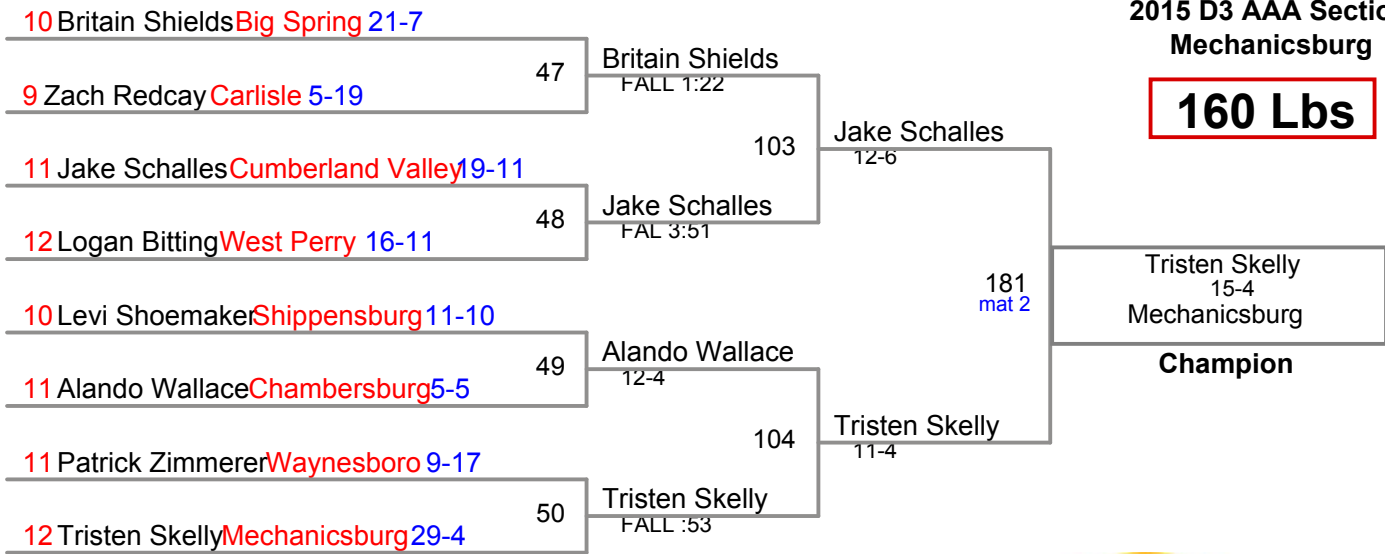 2015 D3 AAA Sectio
Mechanicsburg
160 Lbs
10 Britain Shields Big Spring 21-7
9 Zach Redcay Carlisle 5-19
47
Britain Shields
FALL 1:22
11 Jake Schalles Cumberland Valley 19-11
12 Logan Bitting West Perry 16-11
48
Jake Schalles
FAL 3:51
103
Jake Schalles
12-6
10 Levi Shoemaker Shippensburg 11-10
11 Alando Wallace Chambersburg 5-5
49
Alando Wallace
12-4
11 Patrick Zimmerer Waynesboro 9-17
12 Tristen Skelly Mechanicsburg 29-4
50
Tristen Skelly
FALL :53
104
Tristen Skelly
11-4
181
mat 2
Tristen Skelly
15-4
Mechanicsburg
Champion